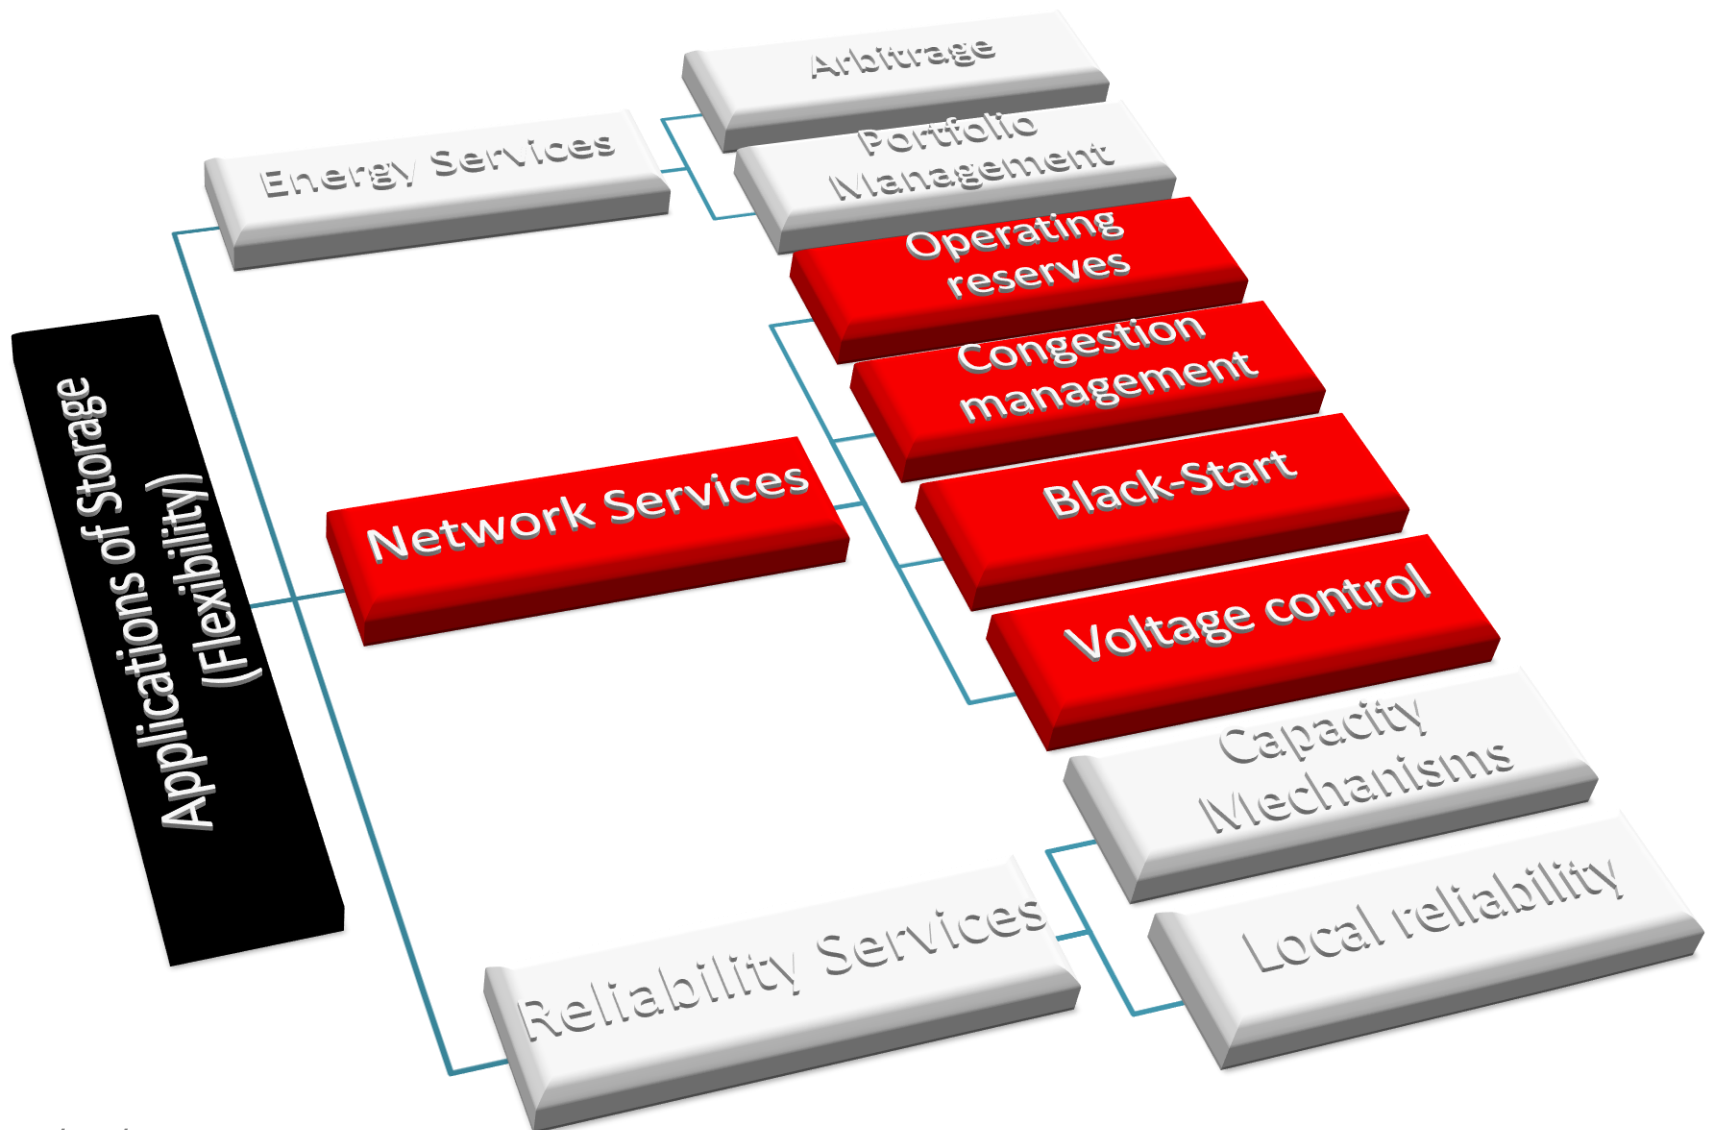 Arbitrage
Energy Services
Portfolio
Management
Operating
reserves
Congestion
management
Applications of Storage
(Flexibility)
Network Services
Black-Start
Voltage control
Capacity
Mechanisms
Reliability Services
Local reliability